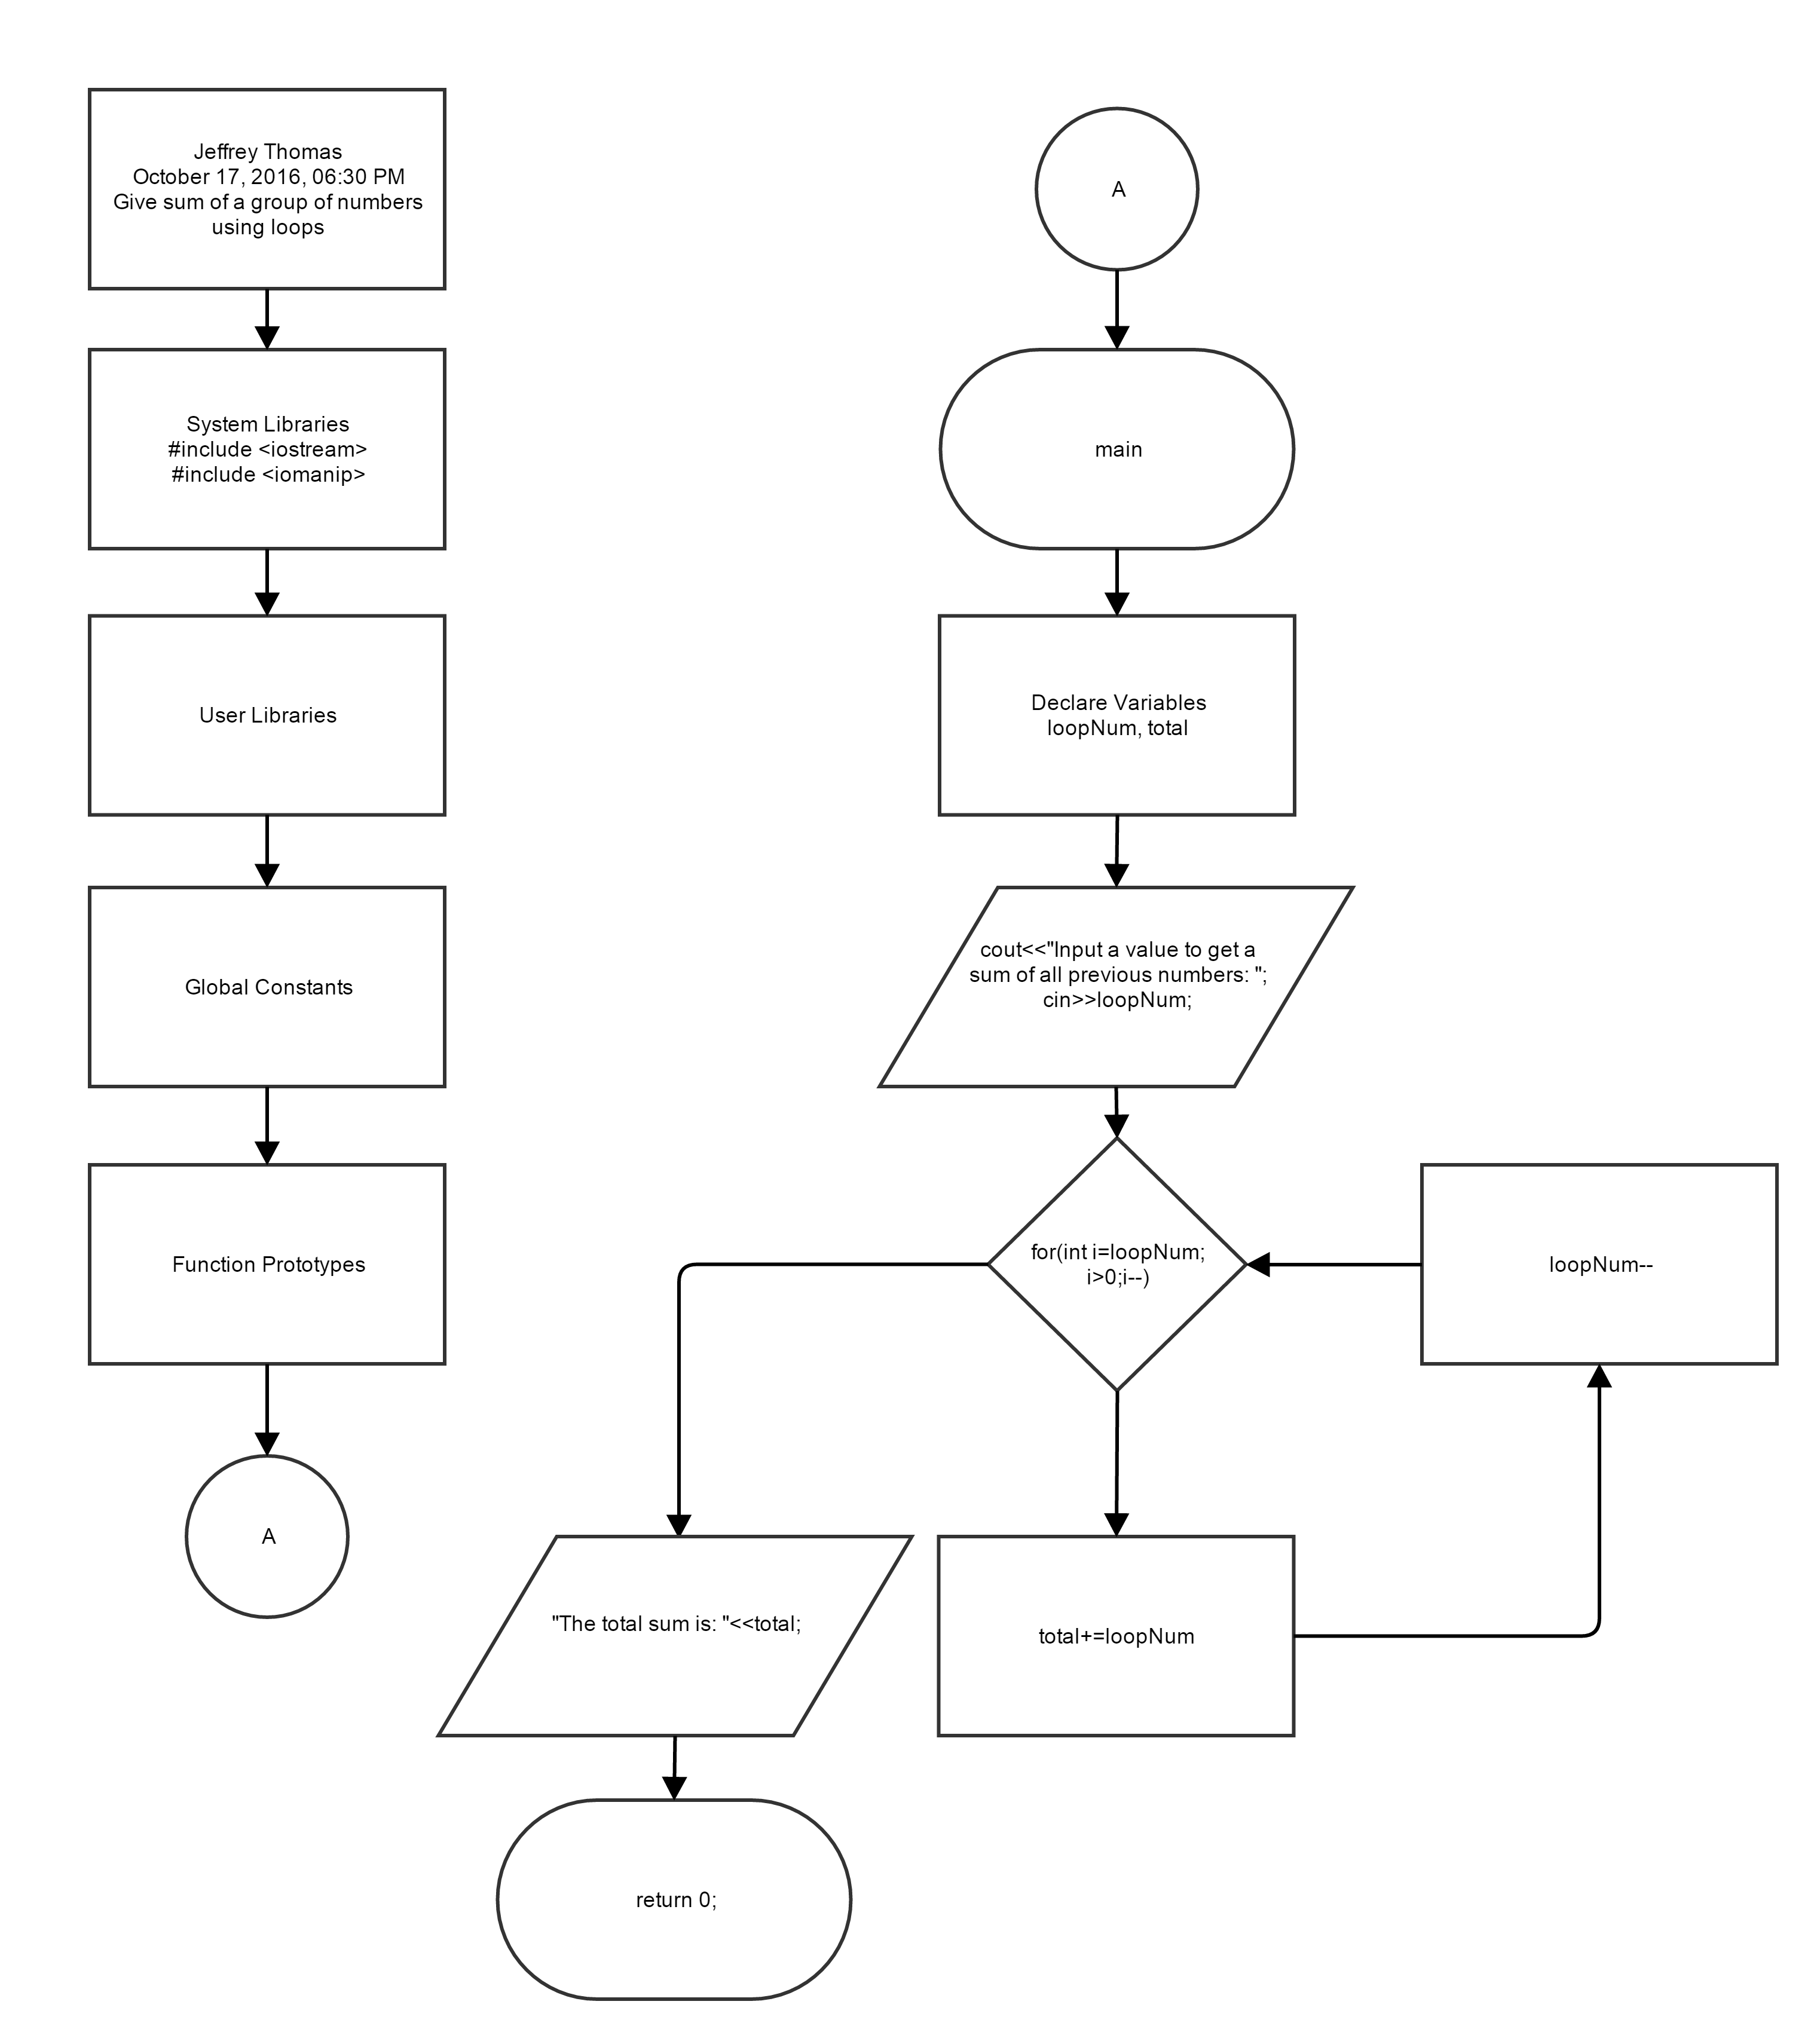 Jeffrey Thomas
October 17, 2016, 06:30 PM
Give sum of a group of numbers
using loops
System Libraries
#include <iostream>
#include <iomanip>
User Libraries
Global Constants
Function Prototypes
A
A
main
Declare Variables
loopNum, total
cout<<"Input a value to get a
sum of all previous numbers: ";
cin>>loopNum;
for(int i=loopNum;
i>0;i--)
loopNum--
"The total sum is: "<<total;
total+=loopNum
return 0;